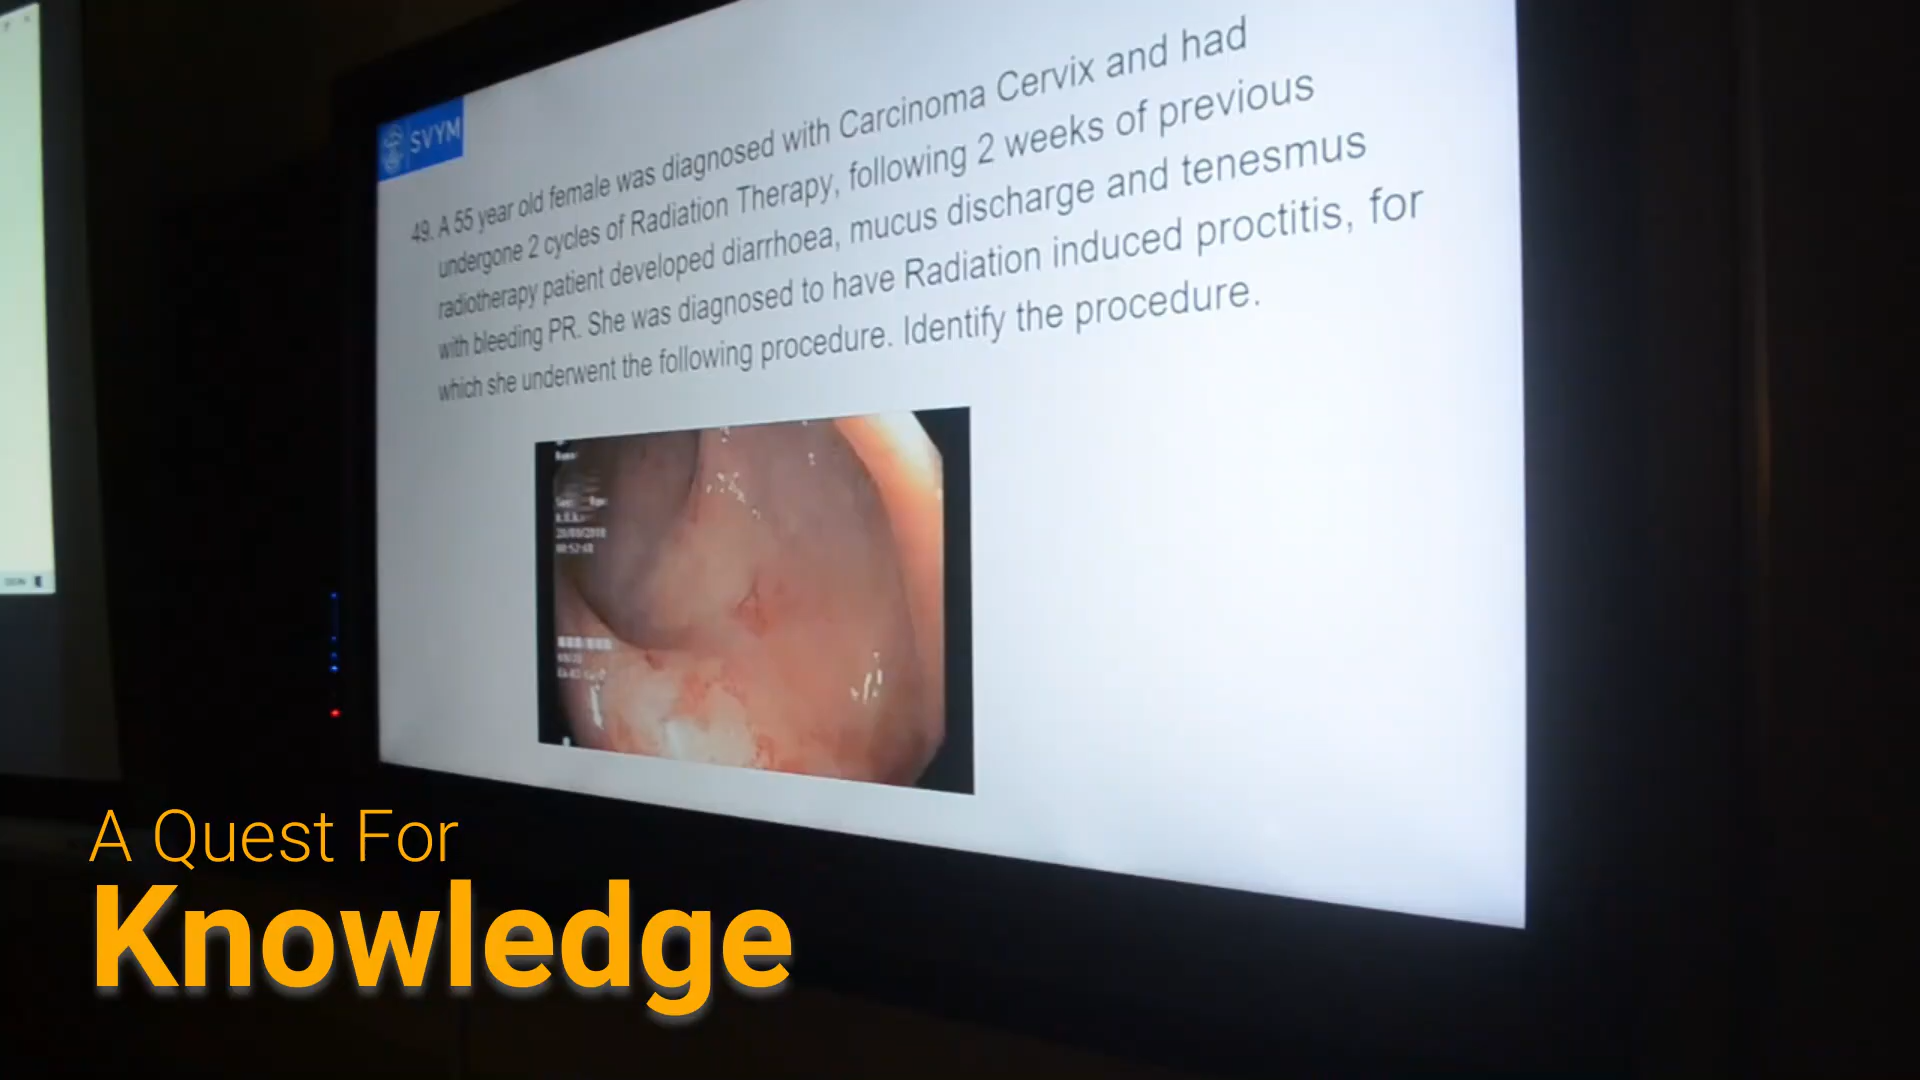 SVYM
49. A 55 year old female was diagnosed with Carcinoma Cervix and had
undergone 2 cycles of Radiation Therapy, following 2 weeks of previous
radiotherapy patient developed diarrhoea, mucus discharge and tenesmus
with bleeding PR. She was diagnosed to have Radiation induced proctitis, for
which she underwent the following procedure. Identify the procedure.
A Quest For
Knowledge